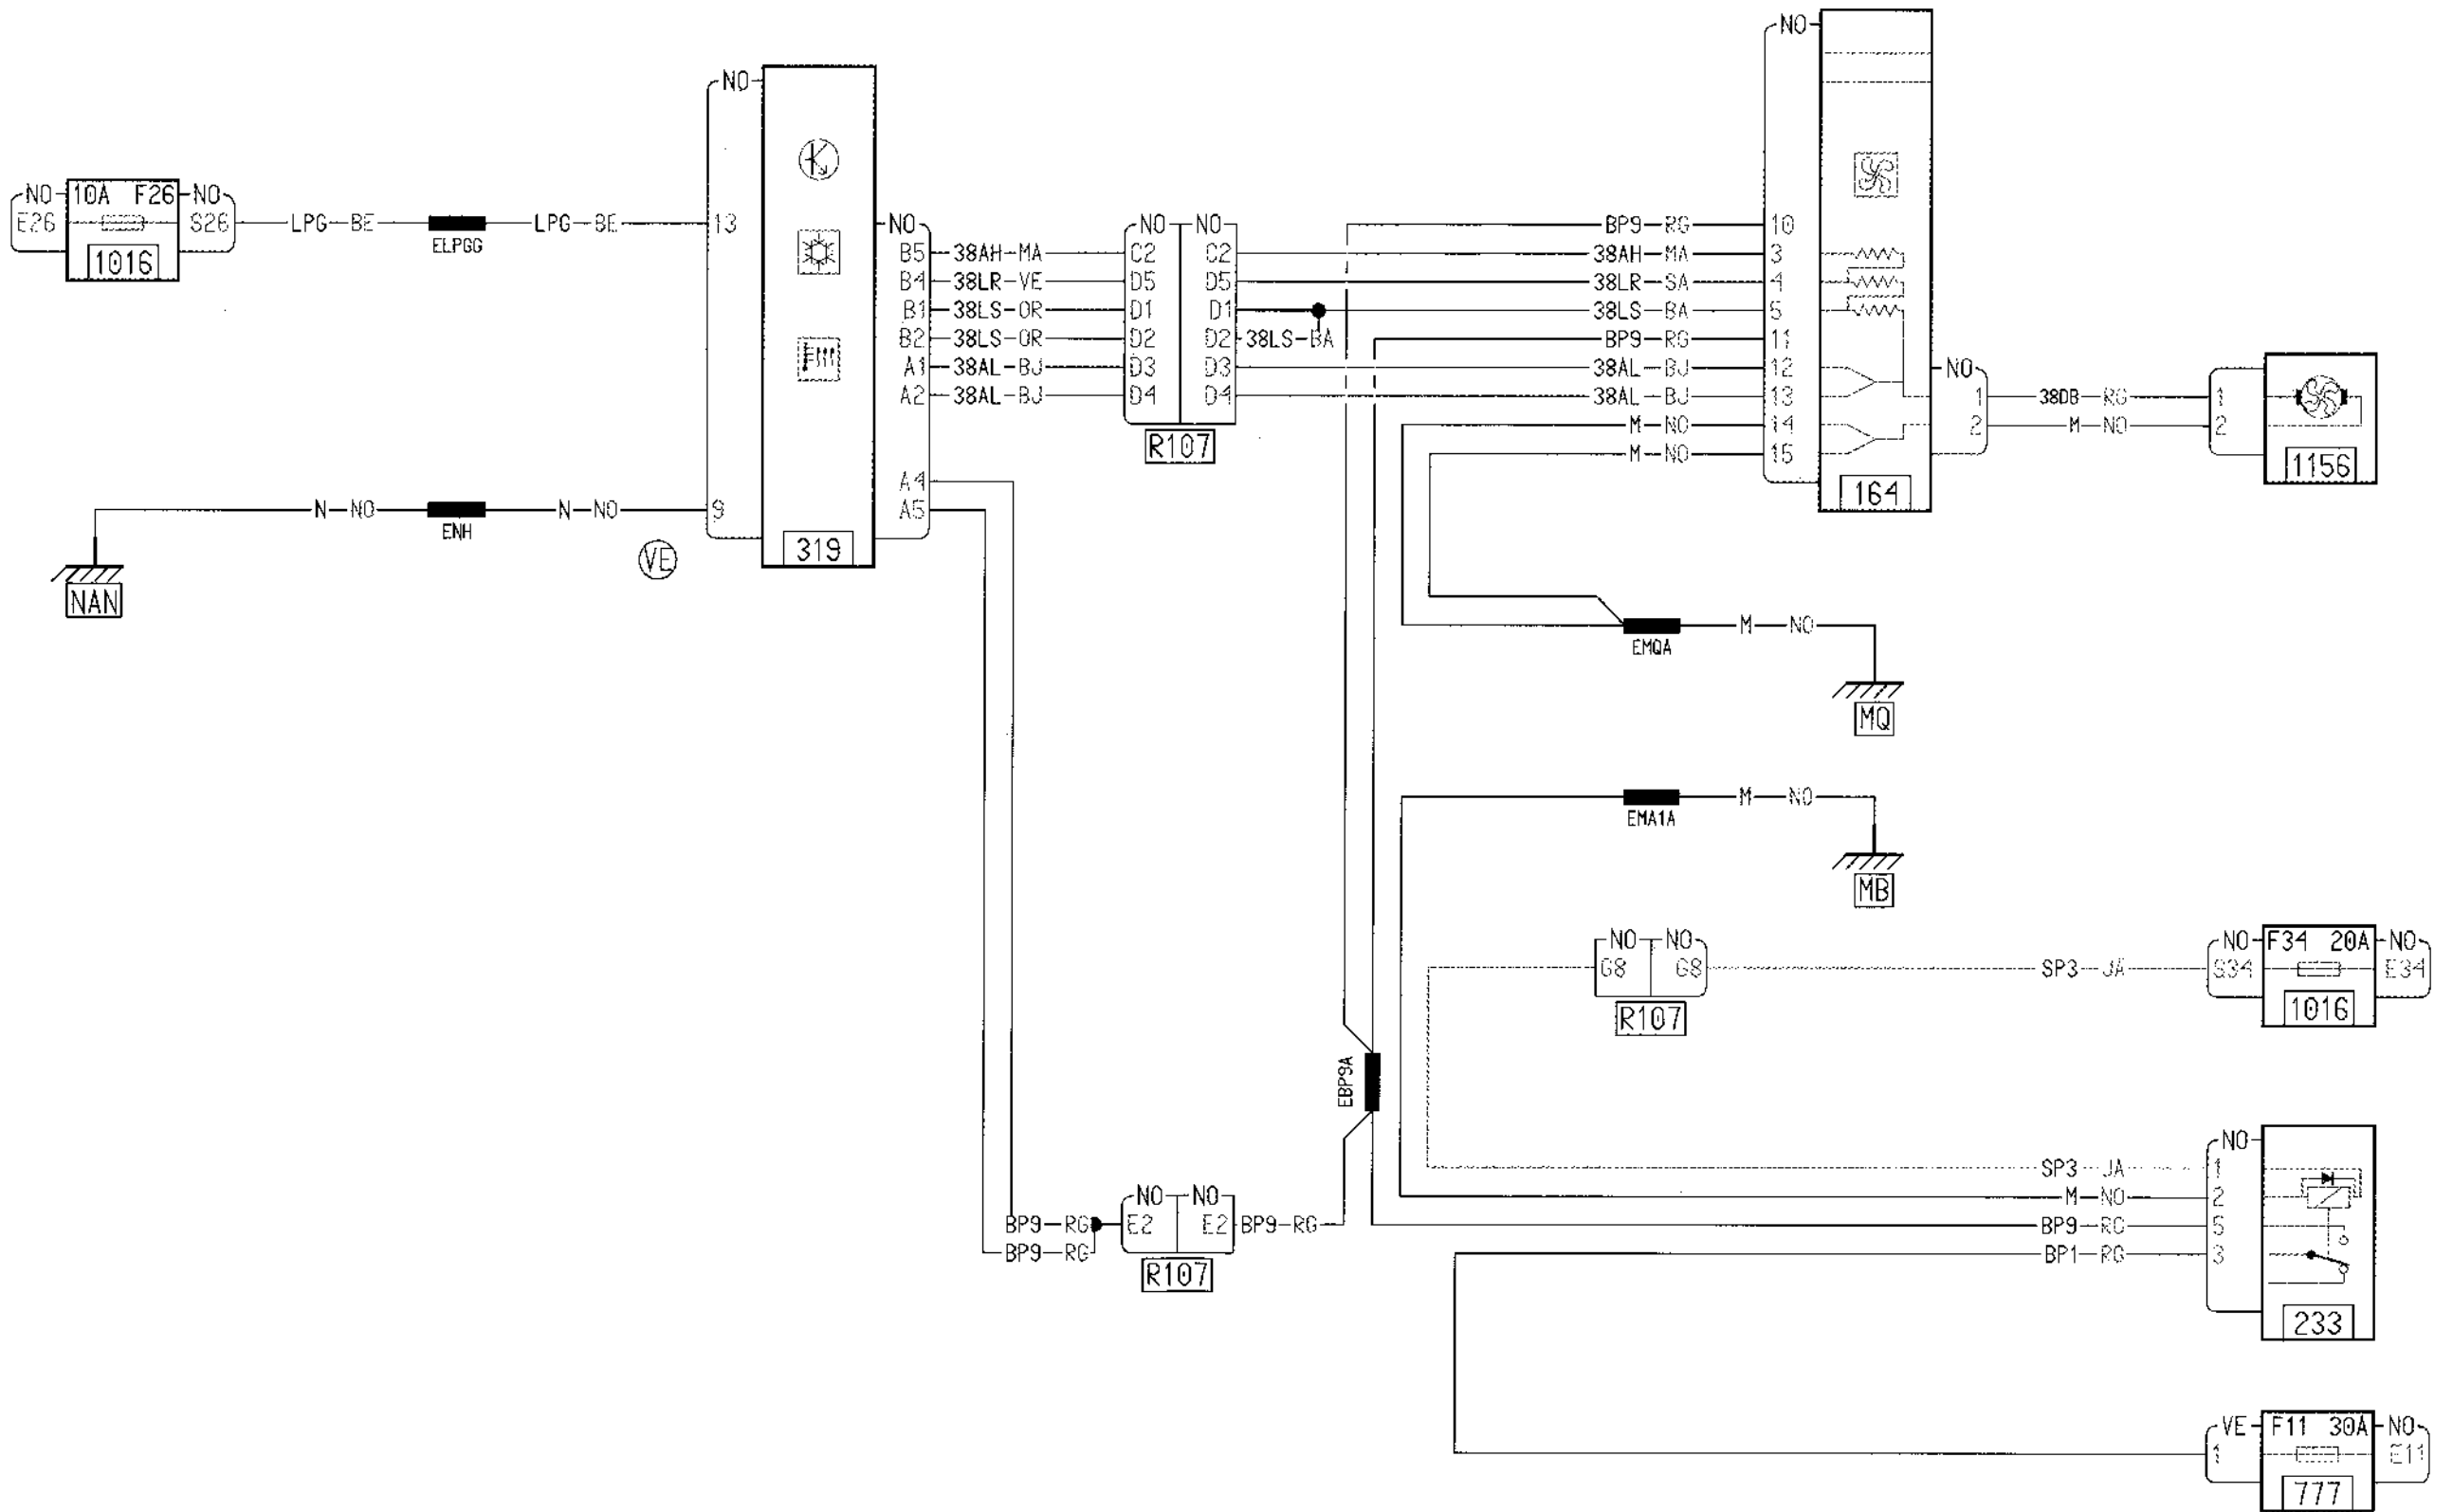 NO 10A F26 NO
E26 S26
1016
LPG BE
ELPGG
LPG BE
NO
13
9
319
VE
N NO
ENH
N NO
NAN
NO
B5 38AH MA
B4 38LR VE
B1 38LS OR
B2 38LS OR
A1 38AL BJ
A2 38AL BJ
A4
A5
NO NO
C2 C2
D5 D5
D1 D1
D2 D2 38LS BA
D3 D3
D4 D4
R107
NO
BP9 RG 10
38AH MA 3
38LR SA 4
38LS BA 5
BP9 RG 11
38AL BJ 12
38AL BJ 13
M NO 14
M NO 15
164
NO
1 38DB RG 1
2 M NO 2
1156
EMQA
M NO
MQ
EMA1A
M NO
MB
NO NO
G8 G8
R107
SP3 JA
NO F34 20A NO
S34 E34
1016
EBP9A
NO
SP3 JA 1
M NO 2
BP9 RG 5
BP1 RG 3
233
BP9 RG
BP9 RG
NO NO
E2 E2 BP9 RG
R107
VE F11 30A NO
1 E11
777